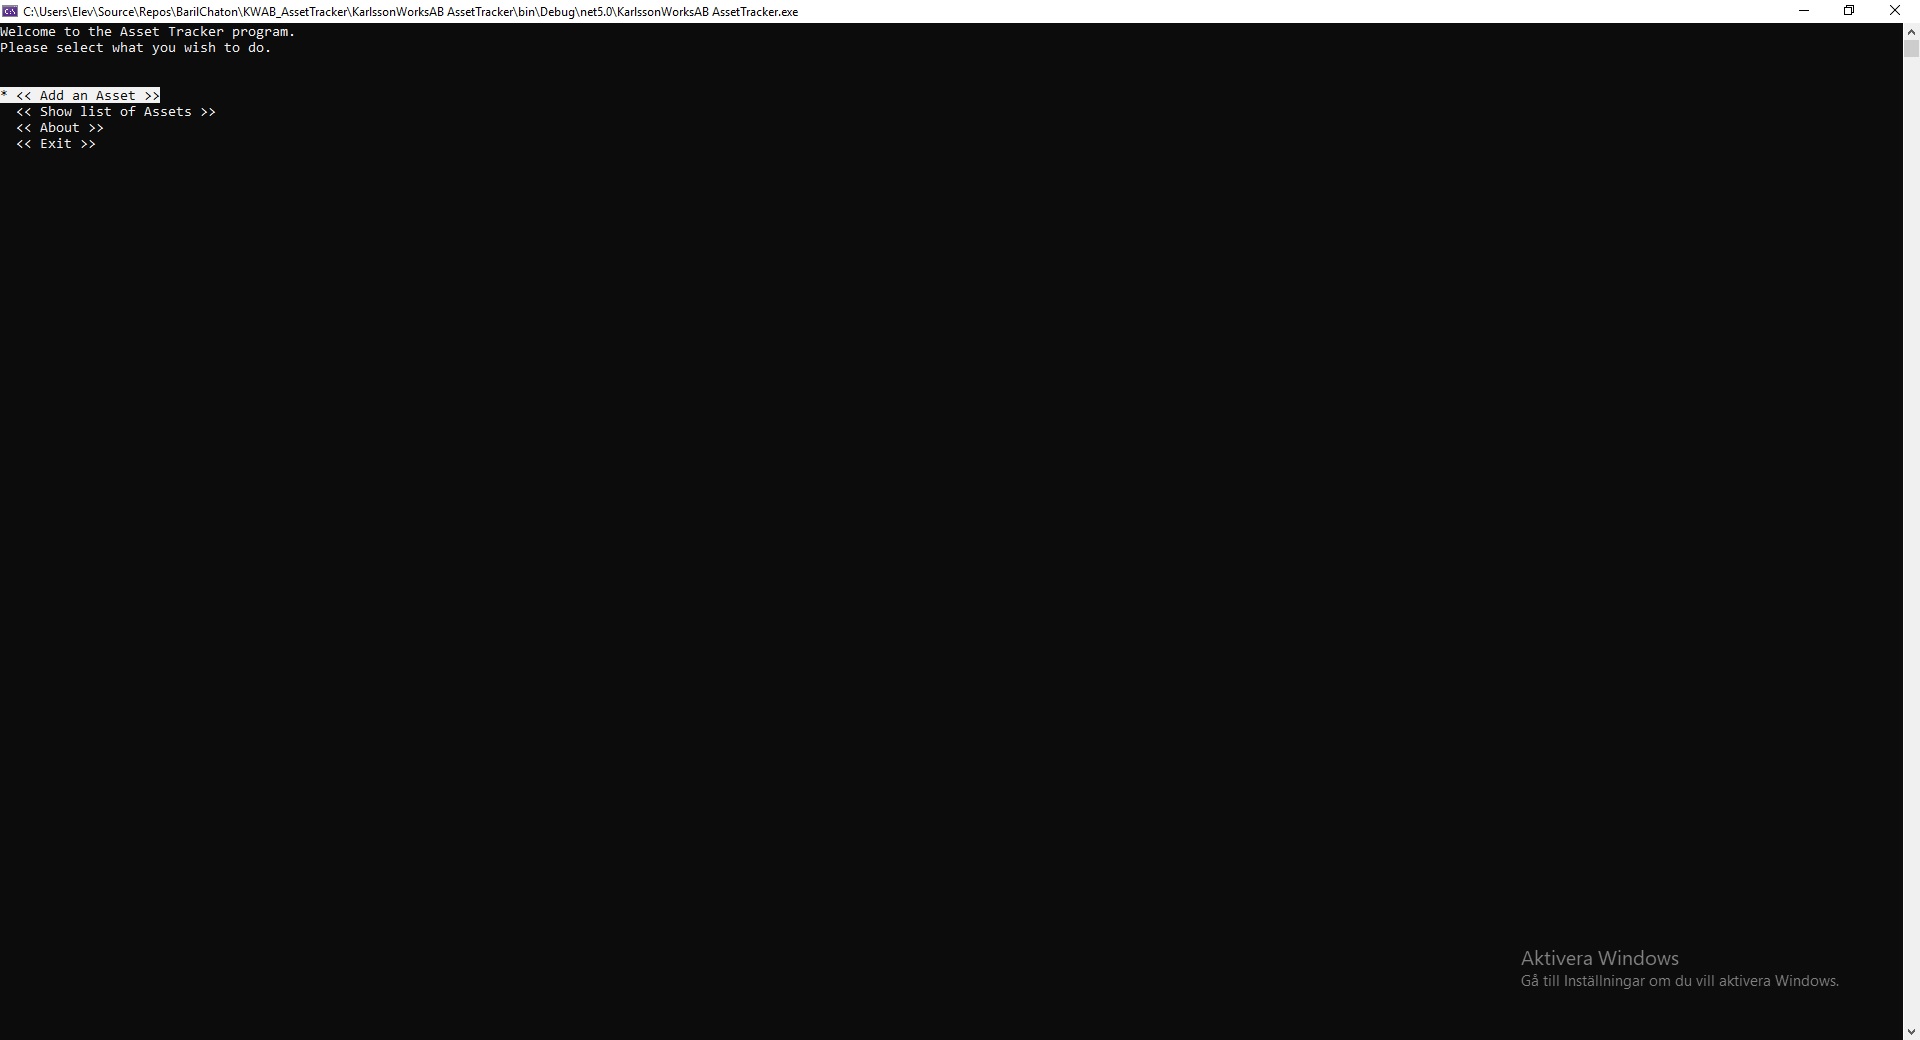 C:\Users\Elev\Source\Repos\BarilChaton\KWAB_AssetTracker\KarlssonWorksAB AssetTracker\bin\Debug\net5.0\KarlssonWorksAB AssetTracker.exe
Welcome to the Asset Tracker program.
Please select what you wish to do.
* << Add an Asset >>
<< Show list of Assets >>
<< About >>
<< Exit >>
Aktivera Windows
Gå till Inställningar om du vill aktivera Windows.